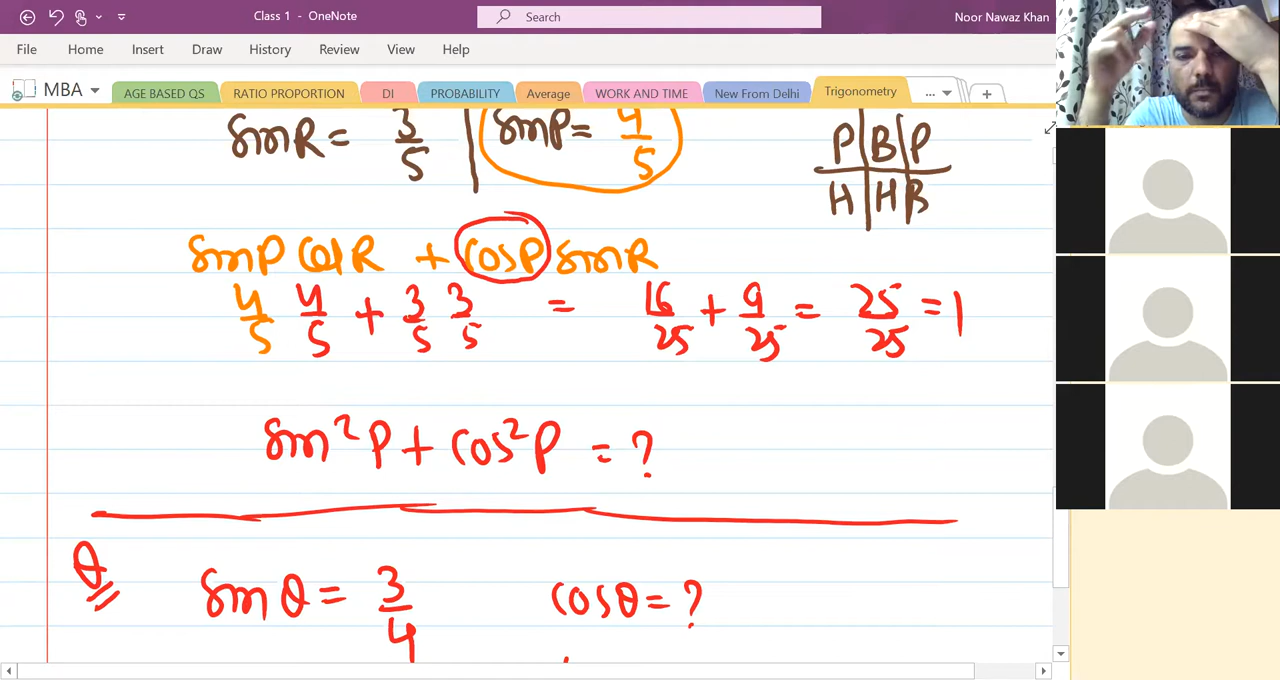 Class 1 - OneNote
Search
Noor Nawaz Khan
File Home Insert Draw History Review View Help
MBA AGE BASED QS RATIO PROPORTION DI PROBABILITY Average WORK AND TIME New From Delhi Trigonometry ... +
sinR = 3/5 | sinP = 4/5
P | B | P
H | H | B
sinP cosR + cosP sinR
4/5 4/5 + 3/5 3/5 = 16/25 + 9/25 = 25/25 = 1
sin²P + cos²P = ?
Q
sinθ = 3/4 cosθ = ?